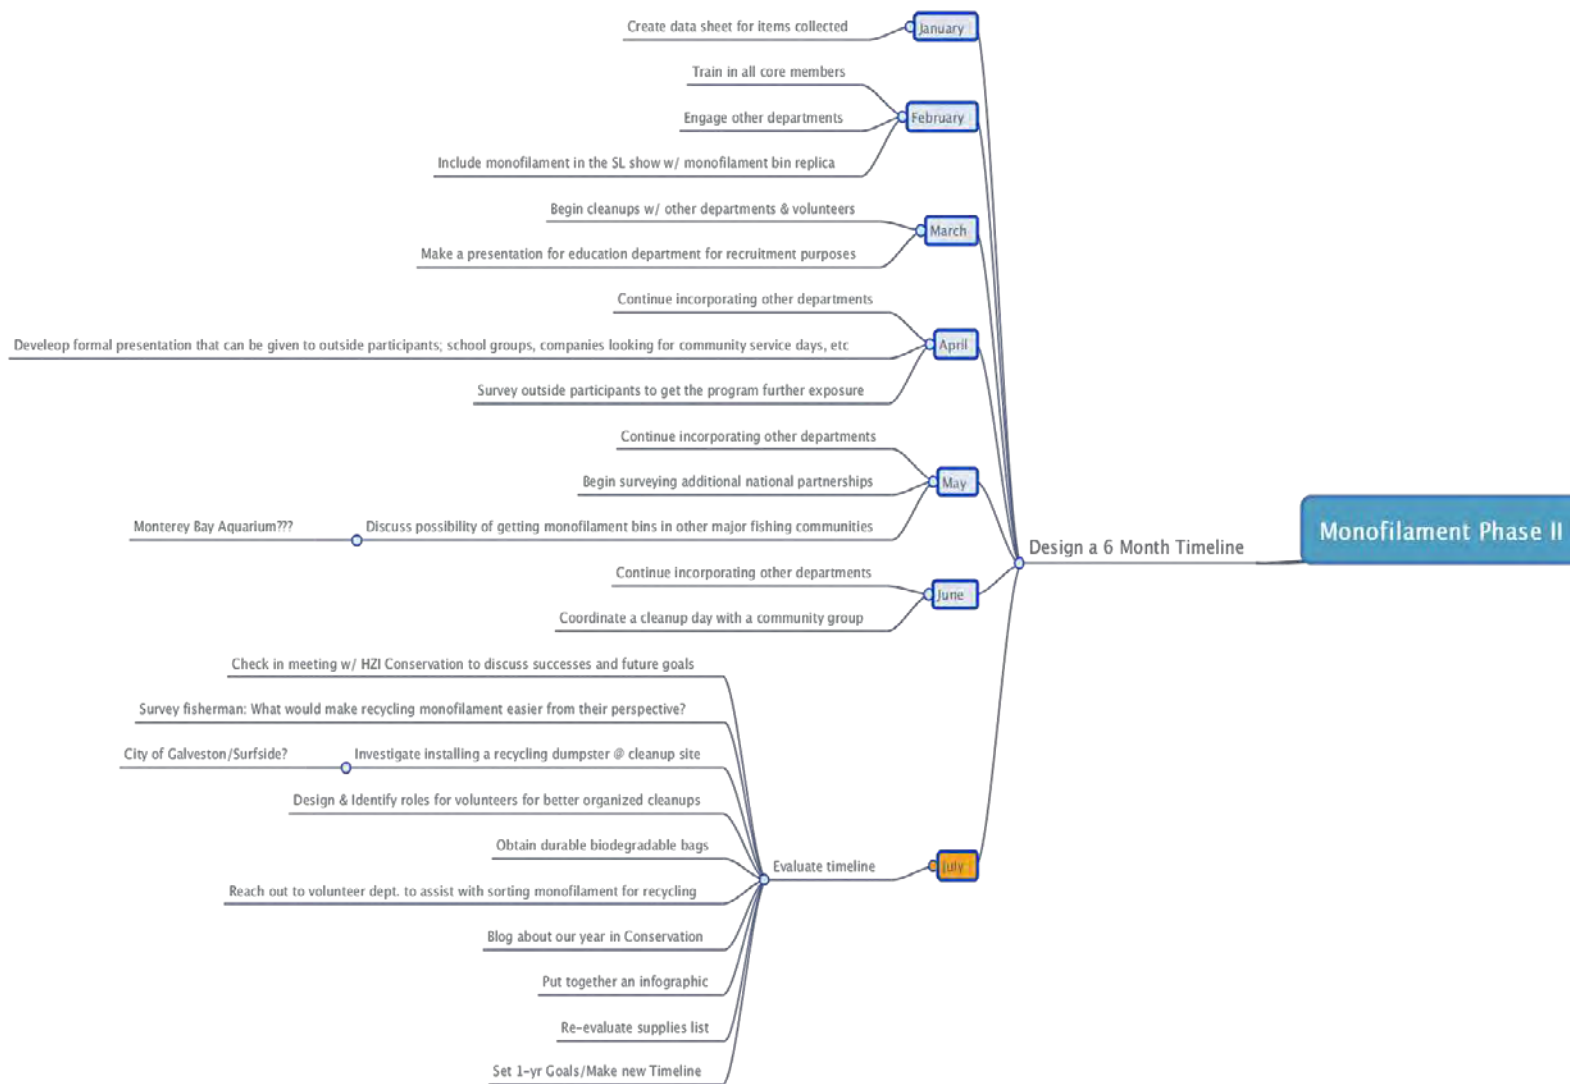 Create data sheet for items collected
January
Train in all core members
Engage other departments
February
Include monofilament in the SL show w/ monofilament bin replica
Begin cleanups w/ other departments & volunteers
March
Make a presentation for education department for recruitment purposes
Continue incorporating other departments
Develeop formal presentation that can be given to outside participants; school groups, companies looking for community service days, etc
April
Survey outside participants to get the program further exposure
Continue incorporating other departments
Begin surveying additional national partnerships
May
Monterey Bay Aquarium???
Discuss possibility of getting monofilament bins in other major fishing communities
Design a 6 Month Timeline
Monofilament Phase II
Continue incorporating other departments
June
Coordinate a cleanup day with a community group
Check in meeting w/ HZI Conservation to discuss successes and future goals
Survey fisherman: What would make recycling monofilament easier from their perspective?
City of Galveston/Surfside?
Investigate installing a recycling dumpster @ cleanup site
Design & Identify roles for volunteers for better organized cleanups
Obtain durable biodegradable bags
Evaluate timeline
July
Reach out to volunteer dept. to assist with sorting monofilament for recycling
Blog about our year in Conservation
Put together an infographic
Re-evaluate supplies list
Set 1-yr Goals/Make new Timeline